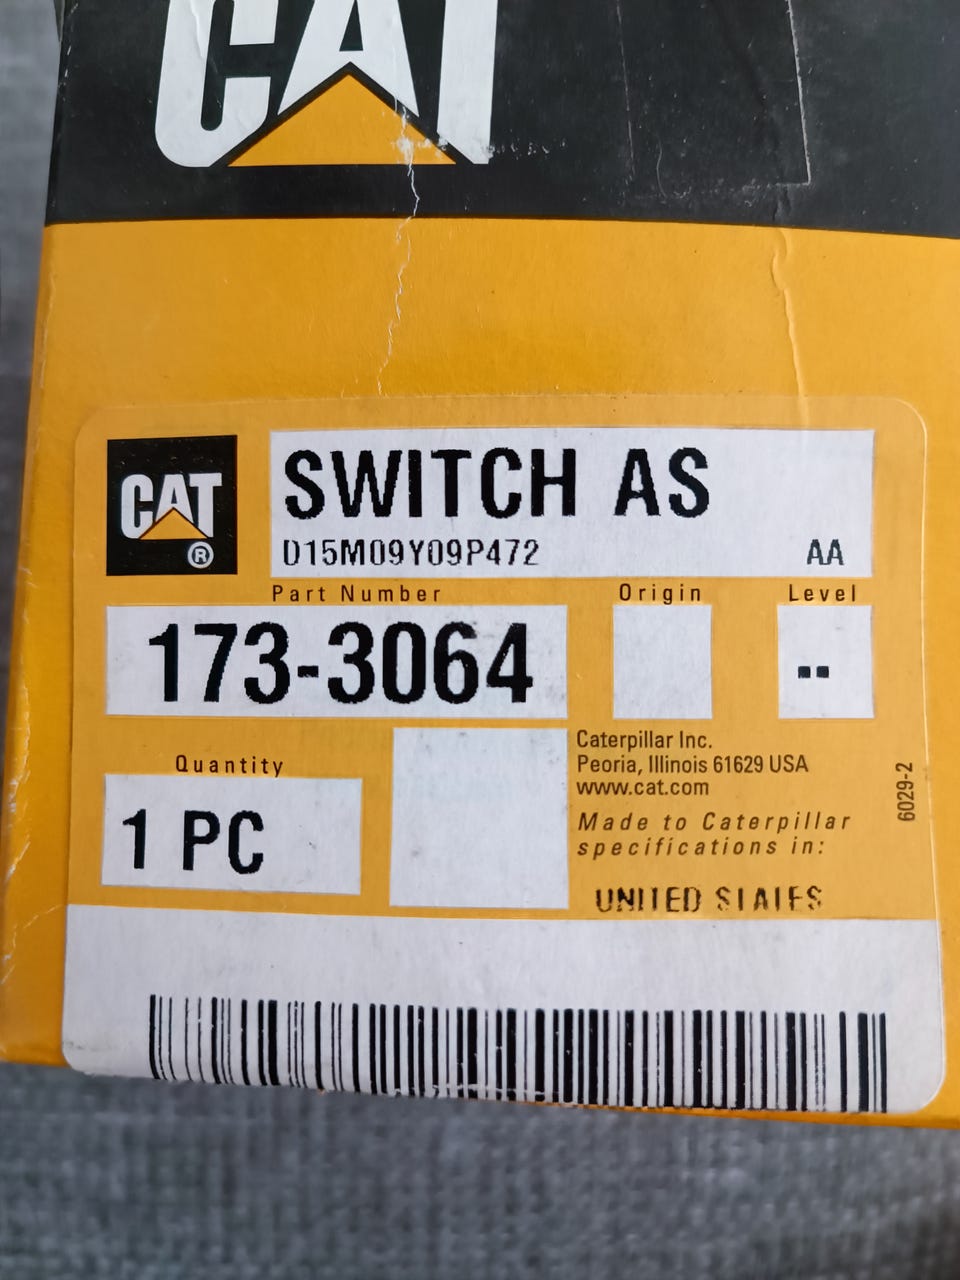 CAT
CAT
®
SWITCH AS
D15M09Y09P472 AA
Part Number Origin Level
173-3064 --
Quantity
1 PC
Caterpillar Inc.
Peoria, Illinois 61629 USA
www.cat.com
Made to Caterpillar
specifications in:
UNITED STATES
6029-2